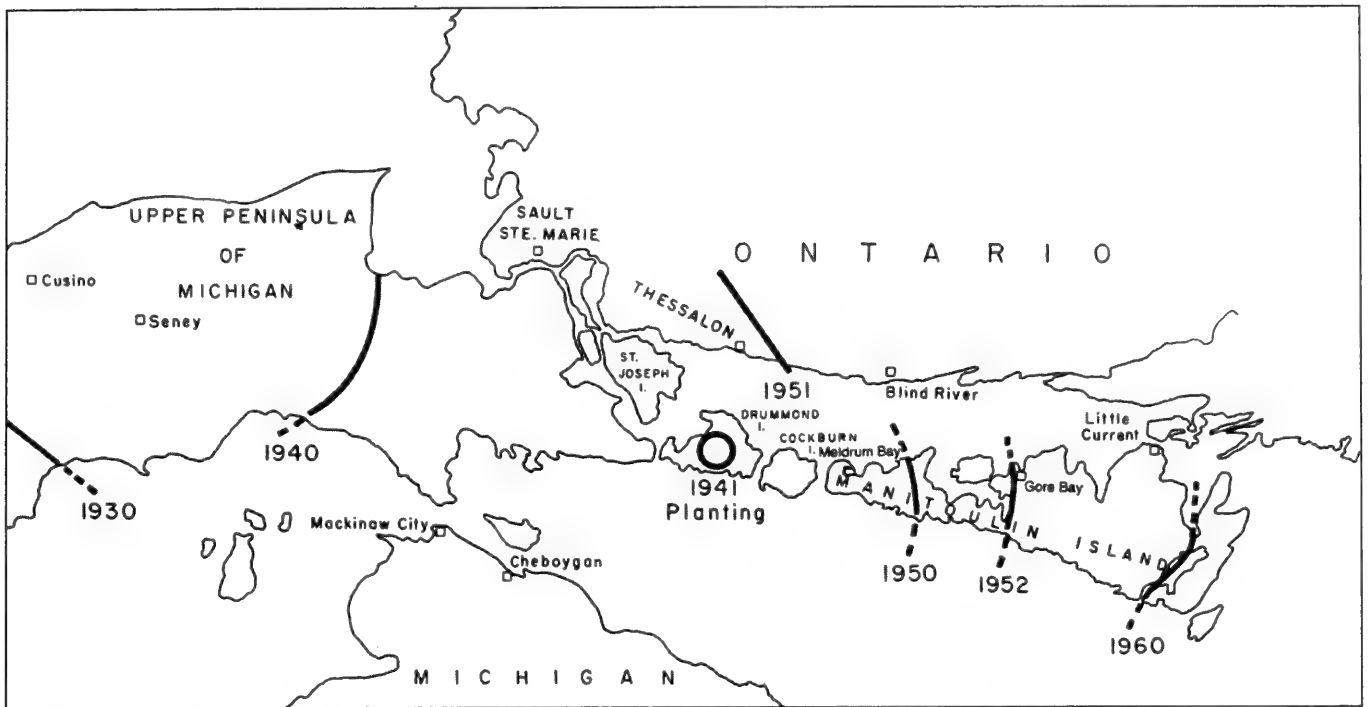 UPPER PENINSULA
OF
MICHIGAN
Cusino
Seney
SAULT
STE. MARIE
ONTARIO
THESSALON
ST.
JOSEPH
I.
1951
Blind River
DRUMMOND
I.
COCKBURN
I.
Meldrum Bay
Little
Current
1940
1930
1941
Planting
MANITOULIN ISLAND
Gore Bay
Mackinaw City
Cheboygan
1950
1952
1960
MICHIGAN